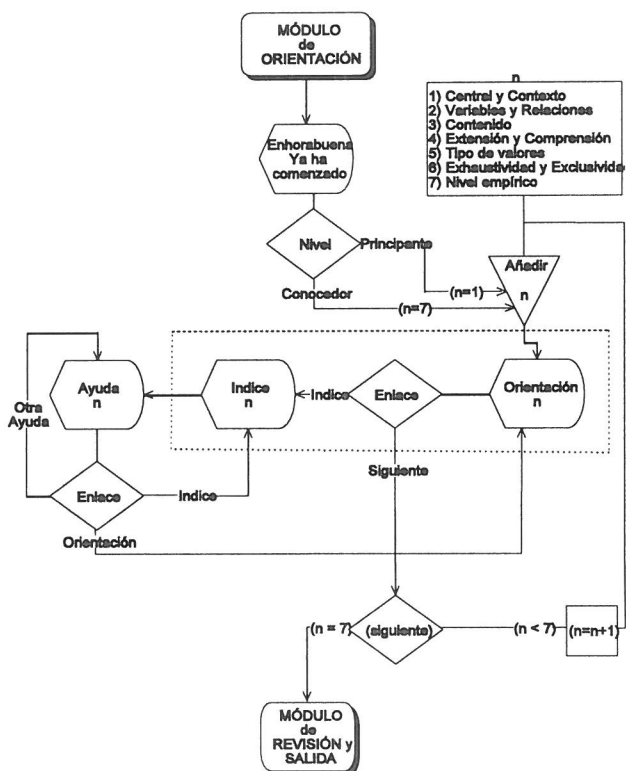 MÓDULO
de
ORIENTACIÓN
n
1) Central y Contexto
2) Variables y Relaciones
3) Contenido
4) Extensión y Comprensión
5) Tipo de valores
6) Exhaustividad y Exclusivida
7) Nivel empírico
Enhorabuena
Ya ha
comenzado
Nivel
Principante
Conocedor
(n=1)
(n=7)
Añadir
n
Ayuda
n
Indice
n
Indice
Enlace
Orientación
n
Otra
Ayuda
Enlace
Indice
Orientación
Siguiente
(n = 7)
(siguiente)
(n < 7)
(n=n+1)
MÓDULO
de
REVISIÓN y
SALIDA